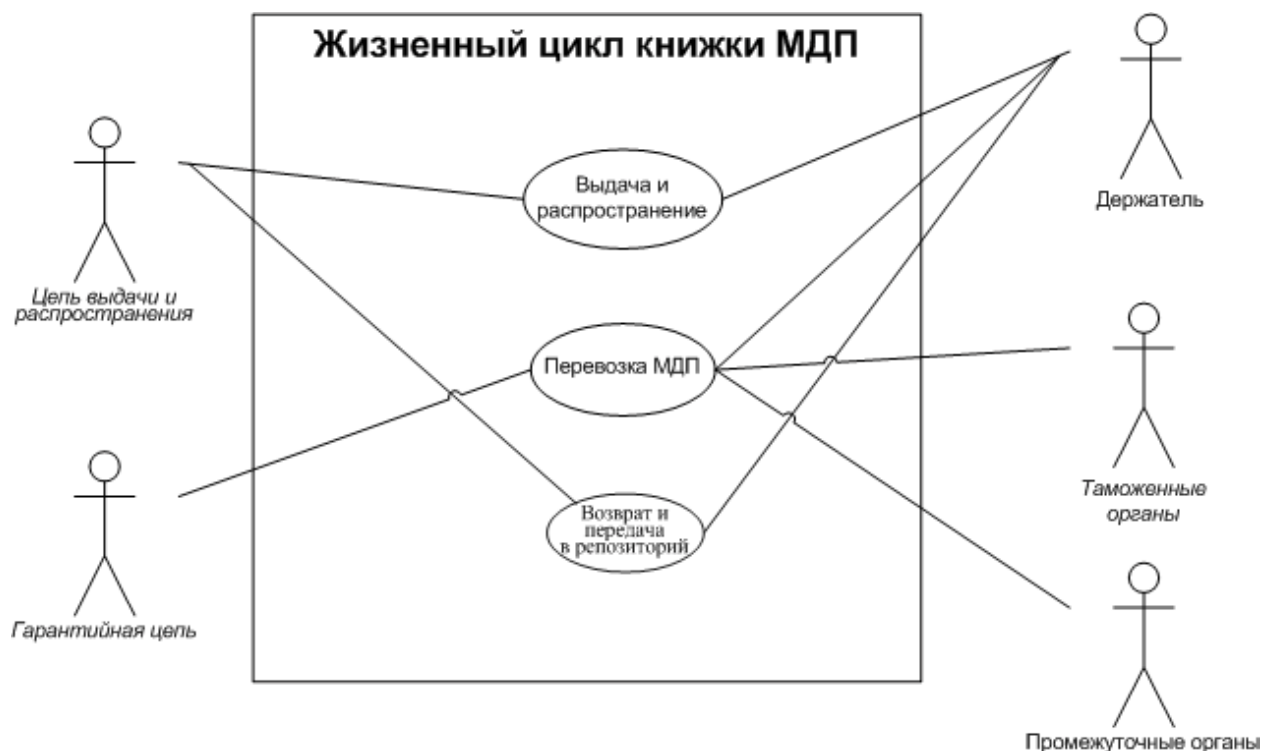 Жизненный цикл книжки МДП
Выдача и
распространение
Держатель
Цепь выдачи и
распространения
Перевозка МДП
Таможенные
органы
Возврат и
передача
в репозиторий
Гарантийная цепь
Промежуточные органы